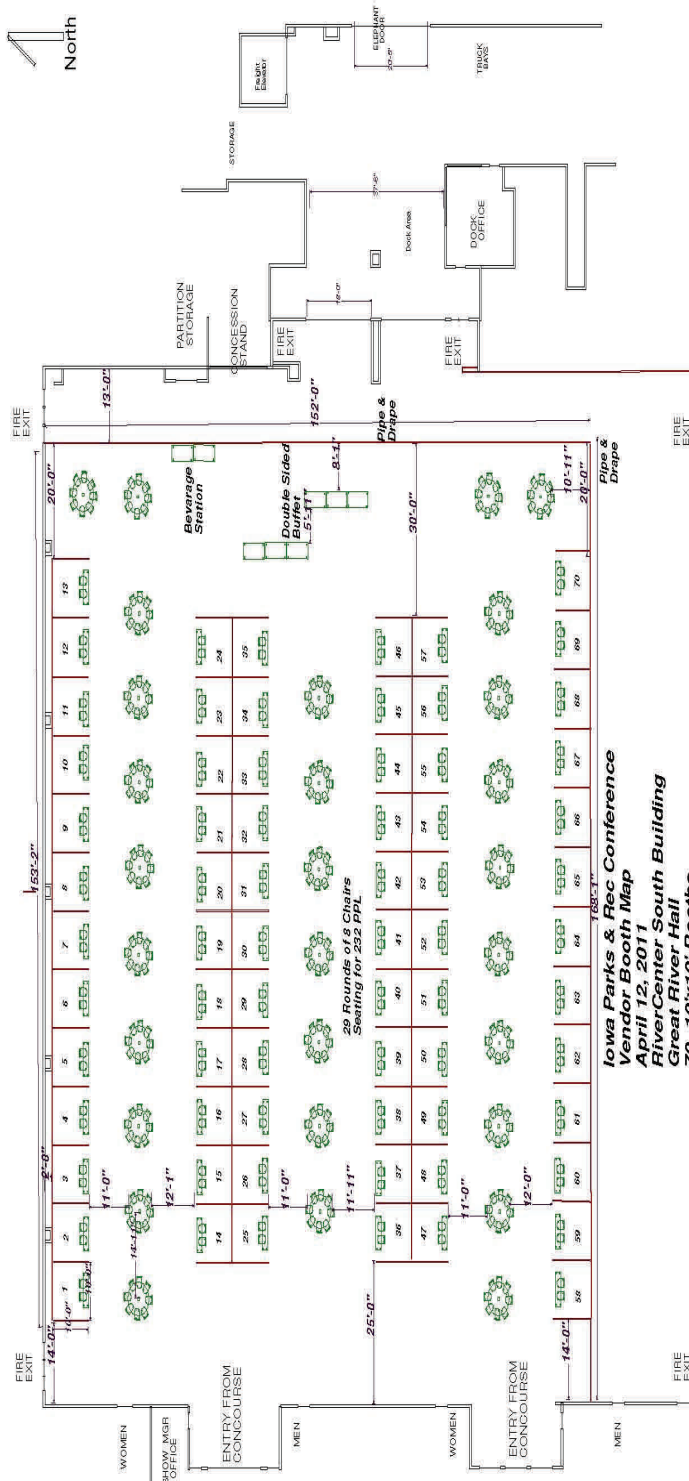 North
Freight
Elevator
ELEPHANT
DOOR
TRUCK
BAYS
STORAGE
37'-6"
Dock Area
DOCK
OFFICE
PARTITION
STORAGE
CONCESSION
STAND
FIRE
EXIT
FIRE
EXIT
FIRE
EXIT
13'-0"
152'-0"
Pipe &
Drape
20'-0"
Bevarage
Station
Double Sided
Buffet
5'-11"
8'-1"
30'-0"
10'-11"
20'-0"
Pipe &
Drape
FIRE
EXIT
13
12
11
10
9
8
7
6
5
4
3
2
1
24
23
22
21
20
19
18
17
16
15
14
35
34
33
32
31
30
29
28
27
26
25
46
45
44
43
42
41
40
39
38
37
36
57
56
55
54
53
52
51
50
49
48
47
70
69
68
67
66
65
64
63
62
61
60
59
58
153'-2"
29 Rounds of 8 Chairs
Seating for 232 PPL
168'-1"
Iowa Parks & Rec Conference
Vendor Booth Map
April 12, 2011
RiverCenter South Building
Great River Hall
70 - 10'x10' Booths
2'-0"
11'-0"
12'-1"
11'-0"
11'-11"
11'-0"
12'-0"
14'-11"
10'-0"
10'-0"
14'-0"
25'-0"
14'-0"
FIRE
EXIT
WOMEN
SHOW MGR
OFFICE
ENTRY FROM
CONCOURSE
MEN
WOMEN
ENTRY FROM
CONCOURSE
MEN
FIRE
EXIT